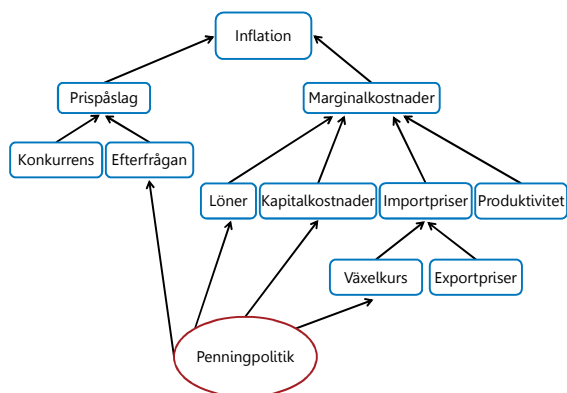 Inflation
Prispåslag
Marginalkostnader
Konkurrens
Efterfrågan
Löner
Kapitalkostnader
Importpriser
Produktivitet
Växelkurs
Exportpriser
Penningpolitik